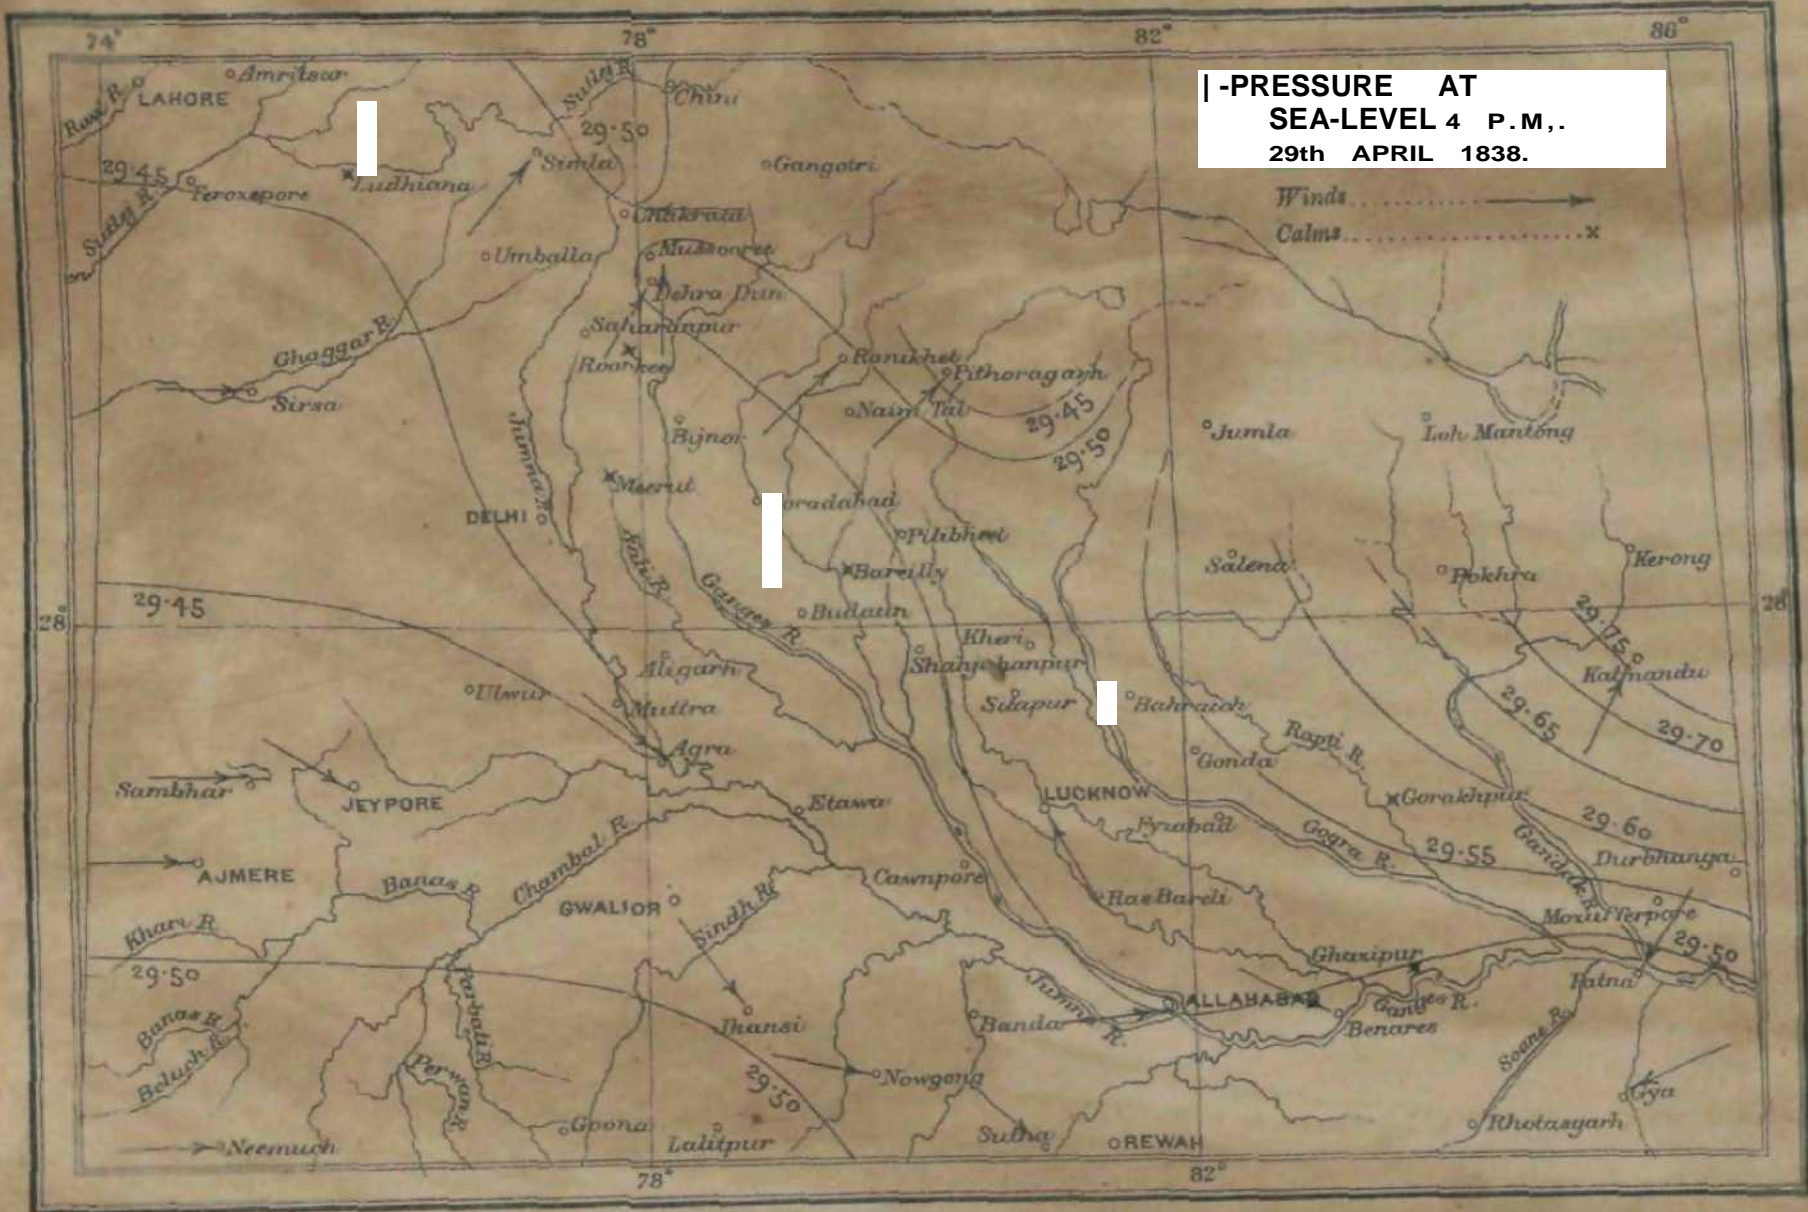 74° 78° 82° 86°
| -PRESSURE AT
SEA-LEVEL 4 P.M,.
29th APRIL 1838.
Winds
Calms
Ravi R.
LAHORE
Amritsar
Sutlej R.
Chini
29·50
29·45
Ferozepore
Ludhiana
Simla
Gangotri
Sutlej R.
Chakrata
Umballa
Mussooree
Dehra Dun
Saharanpur
Ghaggar R.
Roorkee
Ranikhet
Pithoragarh
Sirsa
Naini Tal
29·45
29·50
Jumna R.
Bijnor
Jumla
Loh Mantong
Meerut
DELHI
oradabad
Pilibheet
Kali R.
Bareilly
Salena
Pokhra
Kerong
Ganges R.
29·45
Budaun
29·75
28°
28°
Kheri
Aligarh
Shahjehanpur
Katmandu
Ulwur
Muttra
Sitapur
Bahraich
29·65
29·70
Rapti R.
Agra
Gonda
Sambhar
JEYPORE
Etawa
LUCKNOW
Gorakhpur
Fyzabad
29·60
Gogra R.
29·55
Gandak R.
Durbhanga
AJMERE
Banas R.
Chambal R.
Cawnpore
GWALIOR
Sindh R.
Rae Bareli
Mozufferpore
Khari R.
Ghazipur
29·50
29·50
Parbati R.
Jumna R.
ALLAHABAD
Ganges R.
Patna
Banas R.
Jhansi
Banda
Benares
Beluch R.
Soane R.
Perwan R.
29·50
Nowgong
Gya
Goona
Lalitpur
Sutna
REWAH
Rhotasgarh
Neemuch
78° 82°